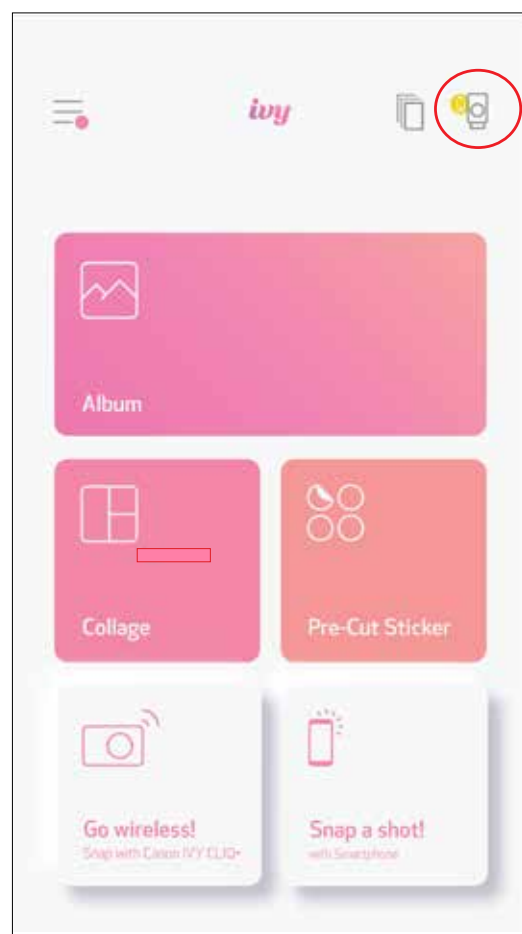 ivy
Album
Collage
Pre-Cut Sticker
Go wireless!
Snap with Canon IVY CLIQ+
Snap a shot!
with Smartphone